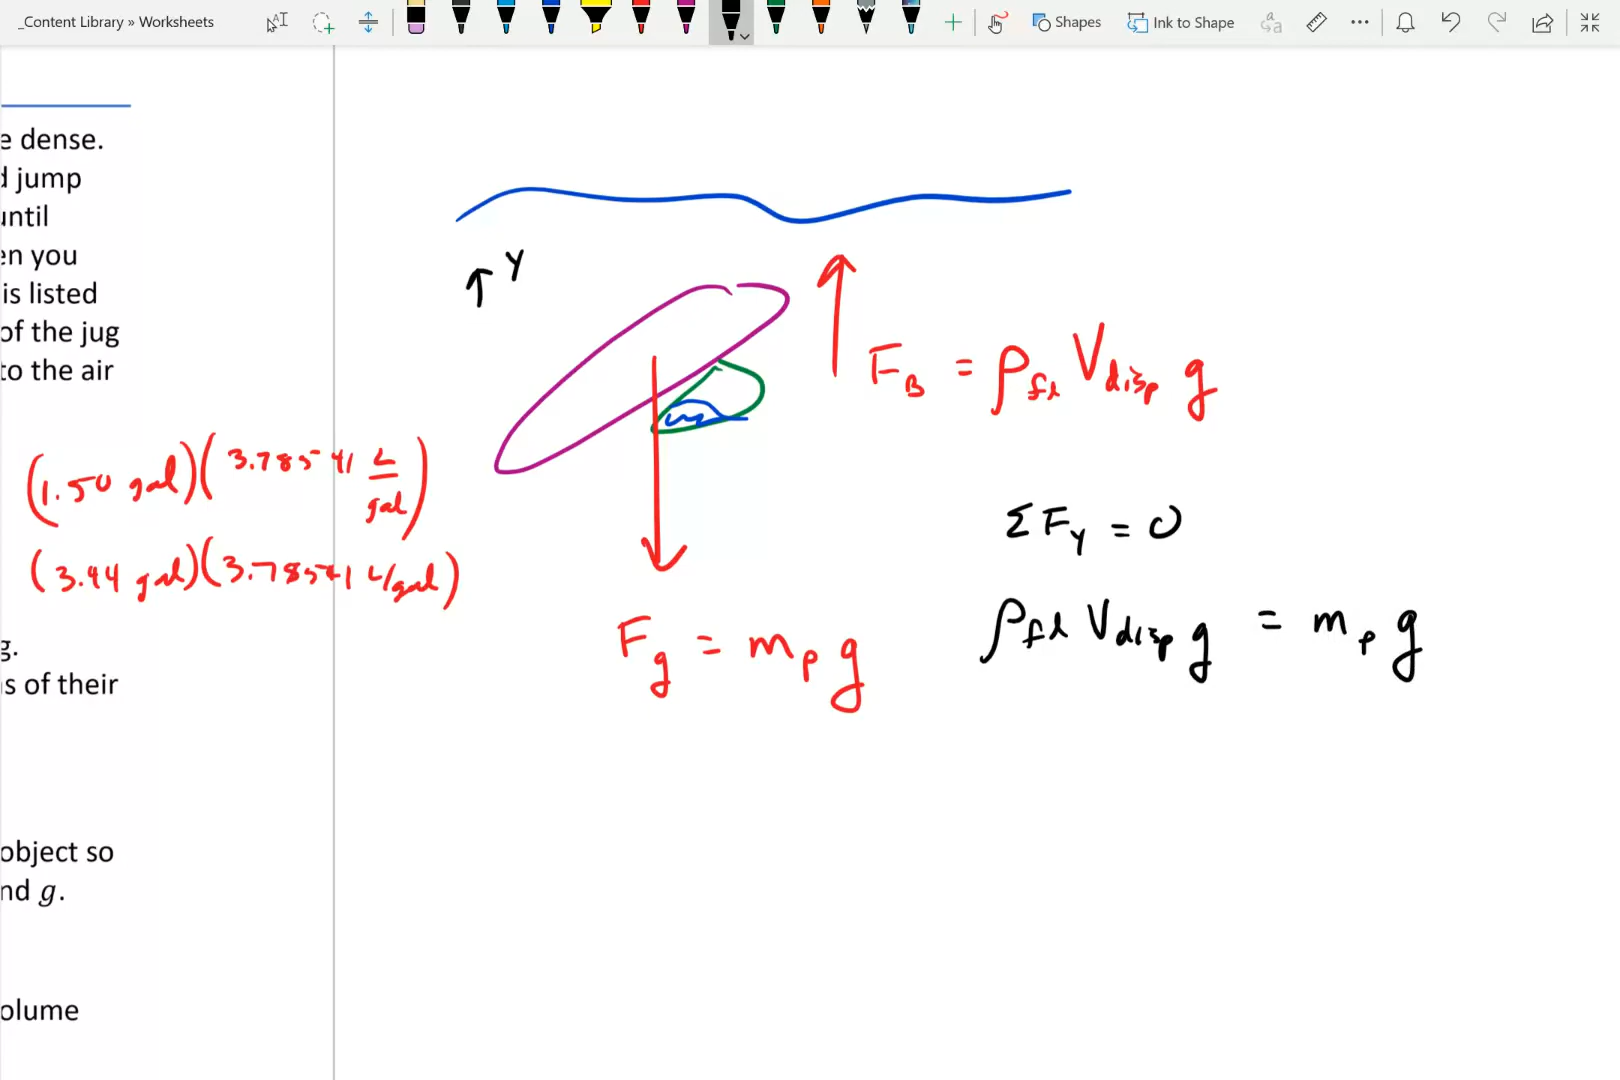 _Content Library » Worksheets
Shapes
Ink to Shape
e dense.
d jump
until
en you
is listed
of the jug
to the air
(1.50 gal)(3.78541 L/gal)
(3.44 gal)(3.78541 L/gal)
g.
s of their
object so
nd g.
olume
↑ Y
F_B = ρ_fl V_disp g
F_g = m_p g
ΣF_y = 0
ρ_fl V_disp g = m_p g